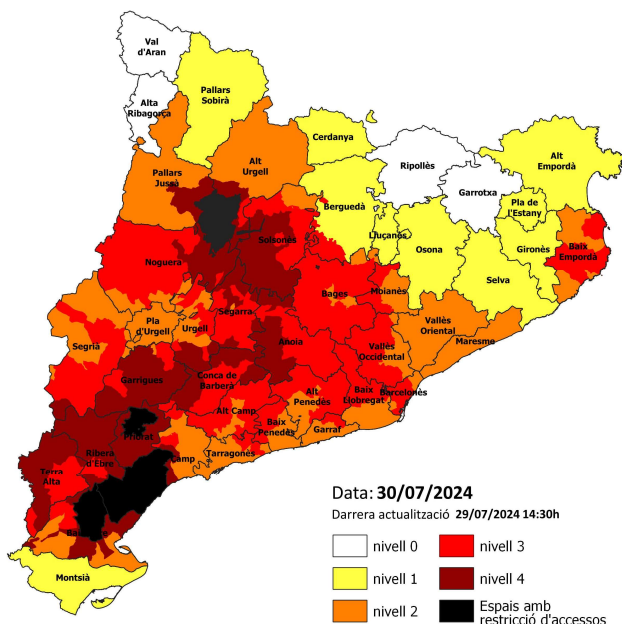 Val
d'Aran
Pallars
Sobirà
Alta
Ribagorça
Cerdanya
Ripollès
Alt
Empordà
Alt
Urgell
Pallars
Jussà
Garrotxa
Berguedà
Pla de
l'Estany
Lluçanès
Osona
Gironès
Baix
Empordà
Solsonès
Noguera
Selva
Bages
Moianès
Segarra
Pla
d'Urgell
Urgell
Vallès
Oriental
Segrià
Anoia
Maresme
Vallès
Occidental
Garrigues
Conca de
Barberà
Alt
Penedès
Baix
Llobregat
Barcelonès
Alt Camp
Baix
Penedès
Garraf
Priorat
Ribera
d'Ebre
Camp
Tarragonès
Terra
Alta
Montsià
Data: 30/07/2024
Darrera actualització 29/07/2024 14:30h
nivell 0
nivell 3
nivell 1
nivell 4
nivell 2
Espais amb
restricció d'accessos